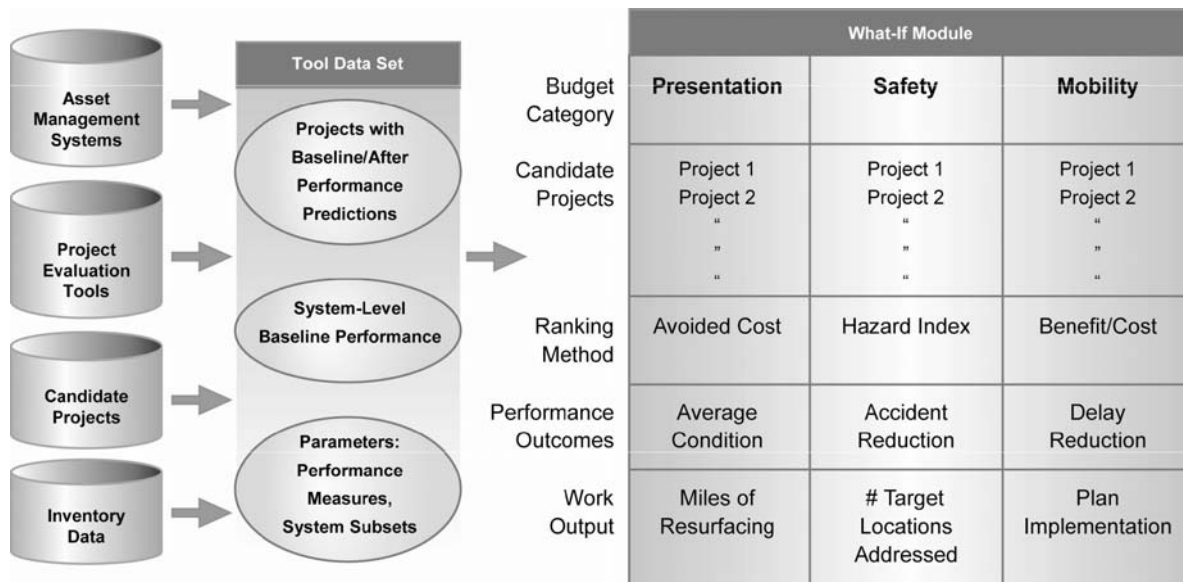 Asset
Management
Systems
Project
Evaluation
Tools
Candidate
Projects
Inventory
Data
Tool Data Set
Projects with
Baseline/After
Performance
Predictions
System-Level
Baseline Performance
Parameters:
Performance
Measures,
System Subsets
What-If Module
Budget
Category
Presentation
Safety
Mobility
Candidate
Projects
Project 1
Project 2
“
”
“
Project 1
Project 2
“
”
“
Project 1
Project 2
“
”
“
Ranking
Method
Avoided Cost
Hazard Index
Benefit/Cost
Performance
Outcomes
Average
Condition
Accident
Reduction
Delay
Reduction
Work
Output
Miles of
Resurfacing
# Target
Locations
Addressed
Plan
Implementation